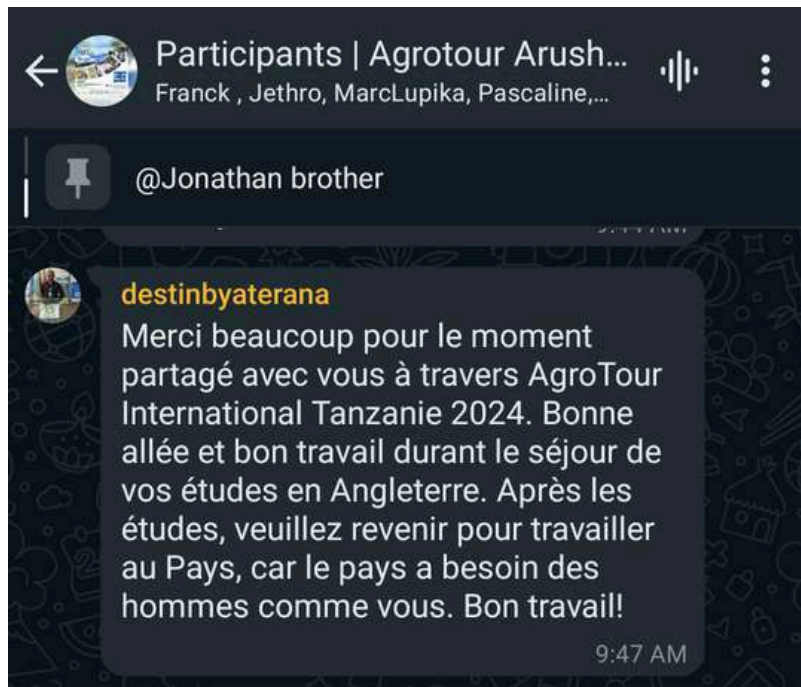 Participants | Agrotour Arush...
Franck , Jethro, MarcLupika, Pascaline,...
@Jonathan brother
destinbyaterana
Merci beaucoup pour le moment
partagé avec vous à travers AgroTour
International Tanzanie 2024. Bonne
allée et bon travail durant le séjour de
vos études en Angleterre. Après les
études, veuillez revenir pour travailler
au Pays, car le pays a besoin des
hommes comme vous. Bon travail!
9:47 AM